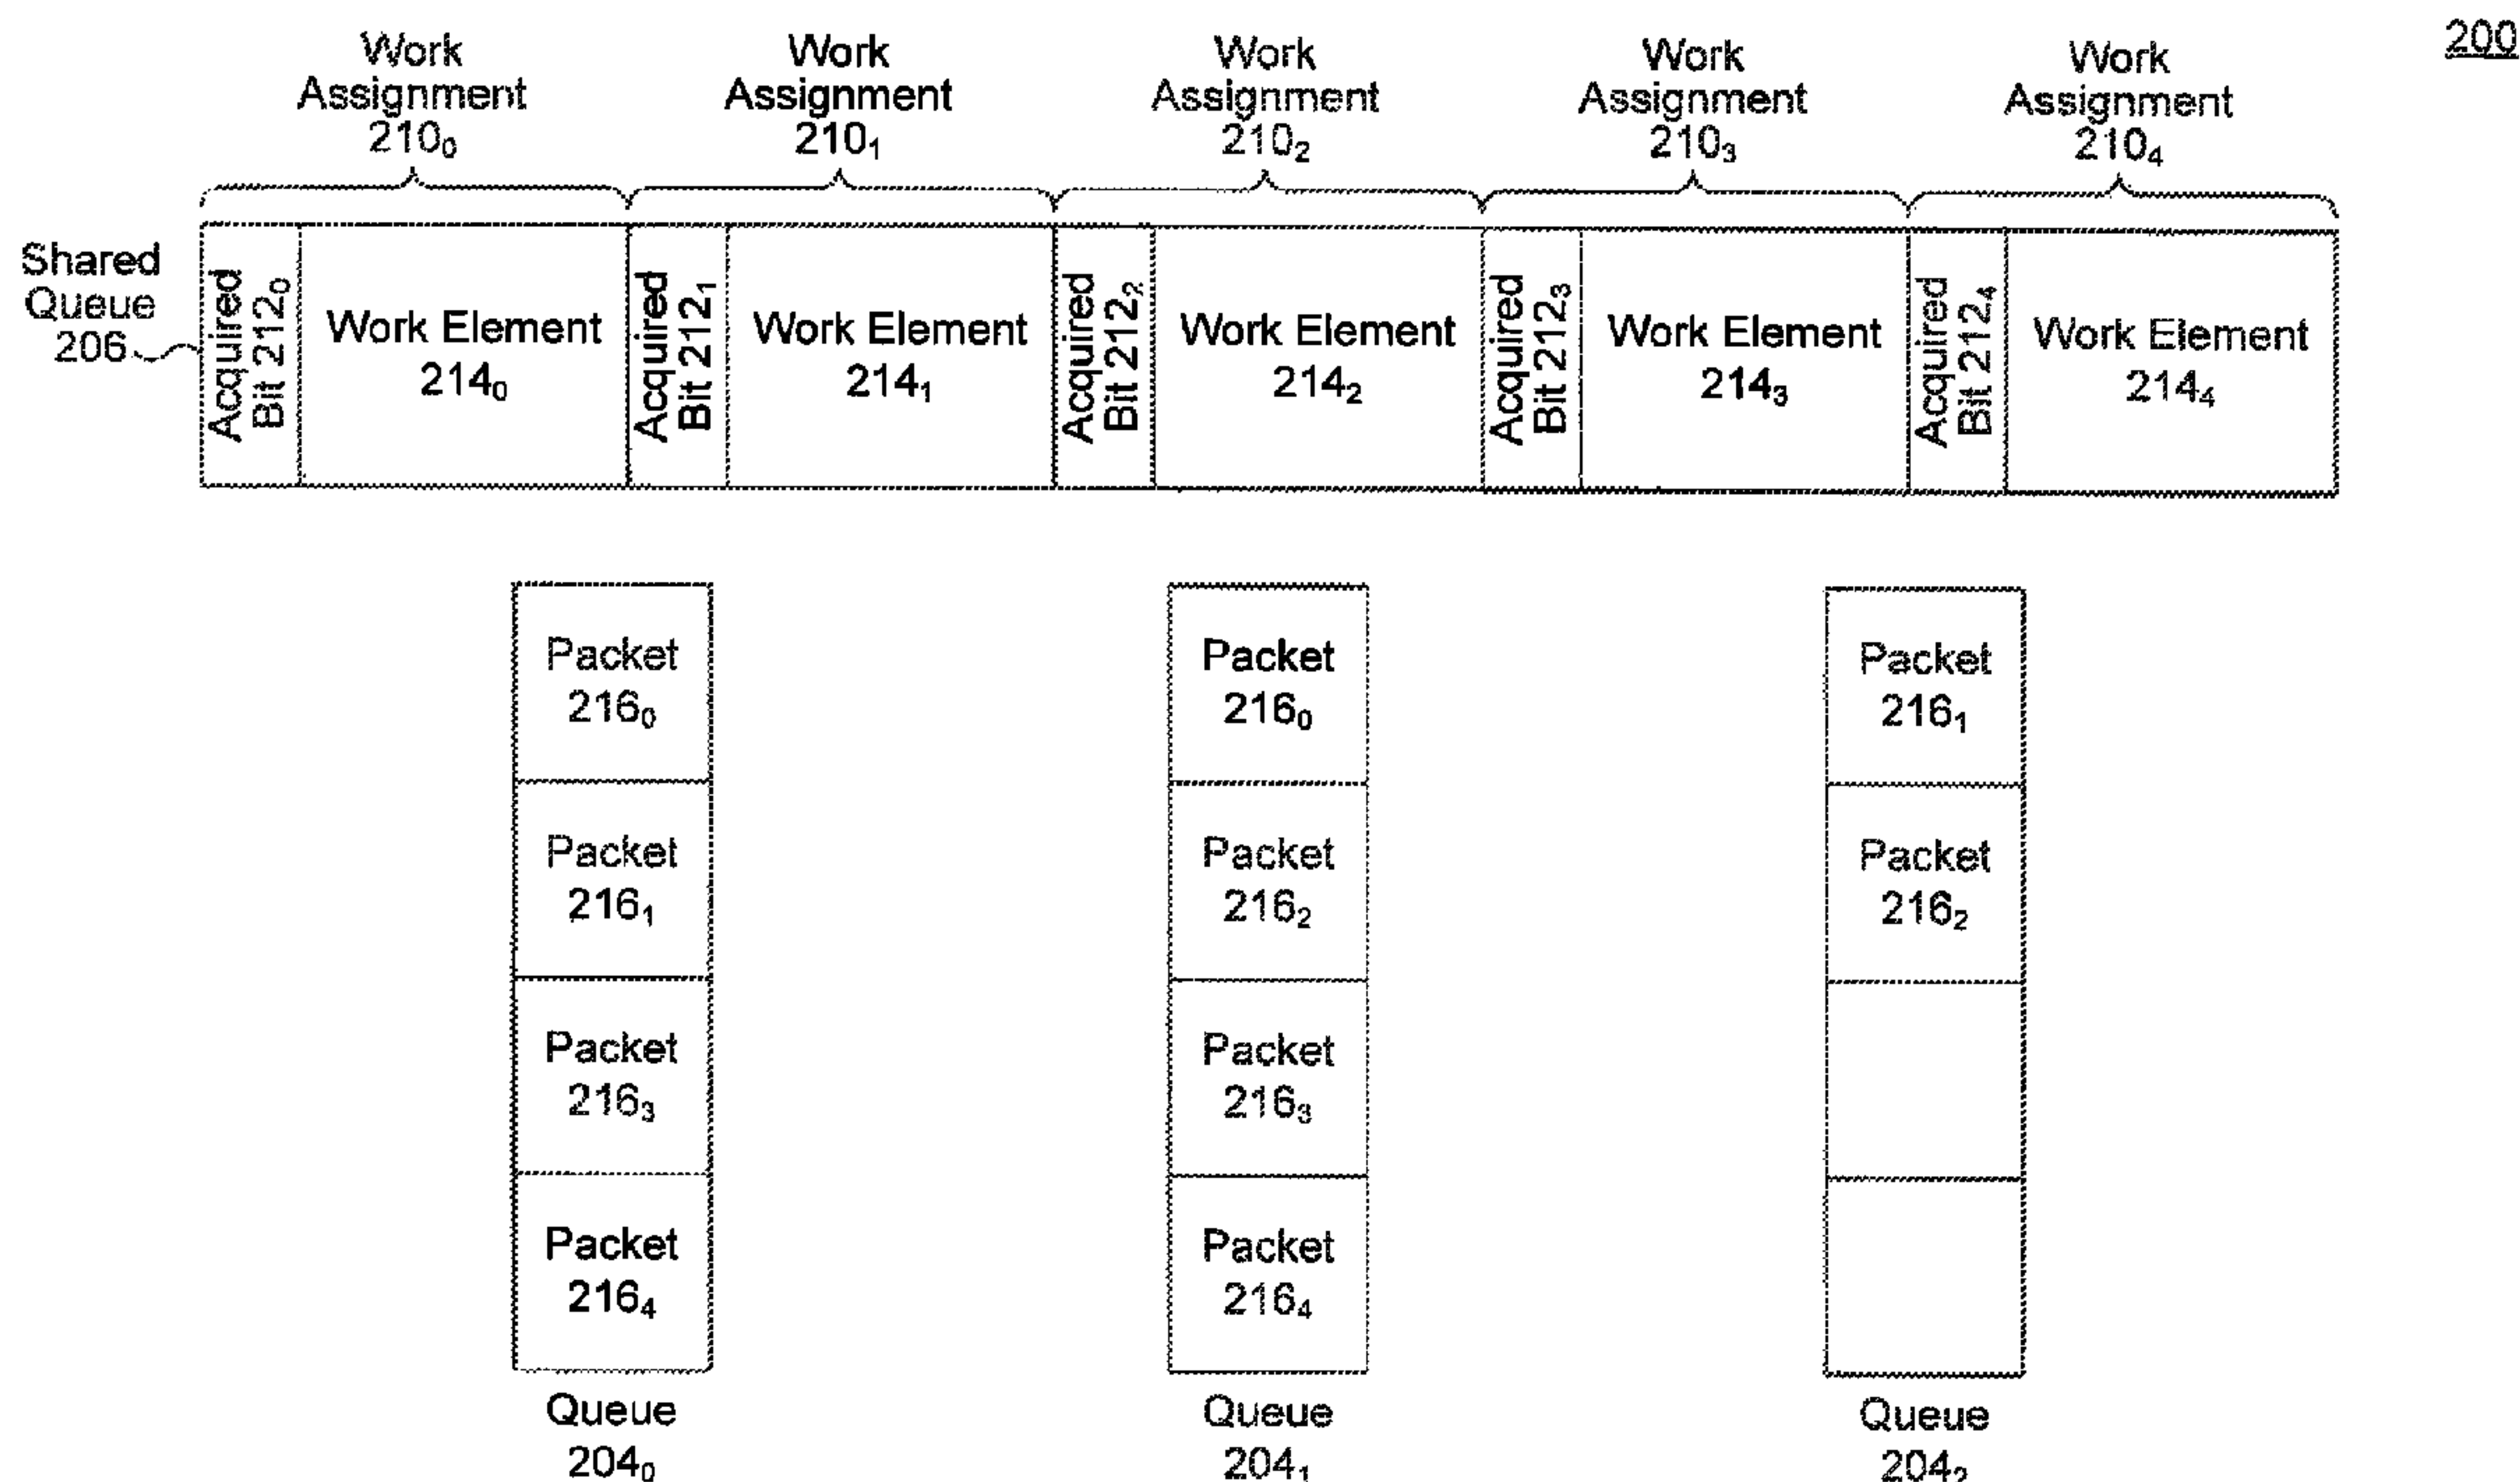 200
Work
Assignment
210₀
Work
Assignment
210₁
Work
Assignment
210₂
Work
Assignment
210₃
Work
Assignment
210₄
Shared
Queue
206
Acquired
Bit 212₀
Work Element
214₀
Acquired
Bit 212₁
Work Element
214₁
Acquired
Bit 212₂
Work Element
214₂
Acquired
Bit 212₃
Work Element
214₃
Acquired
Bit 212₄
Work Element
214₄
Packet
216₀
Packet
216₁
Packet
216₃
Packet
216₄
Queue
204₀
Packet
216₀
Packet
216₂
Packet
216₃
Packet
216₄
Queue
204₁
Packet
216₁
Packet
216₂
Queue
204₂